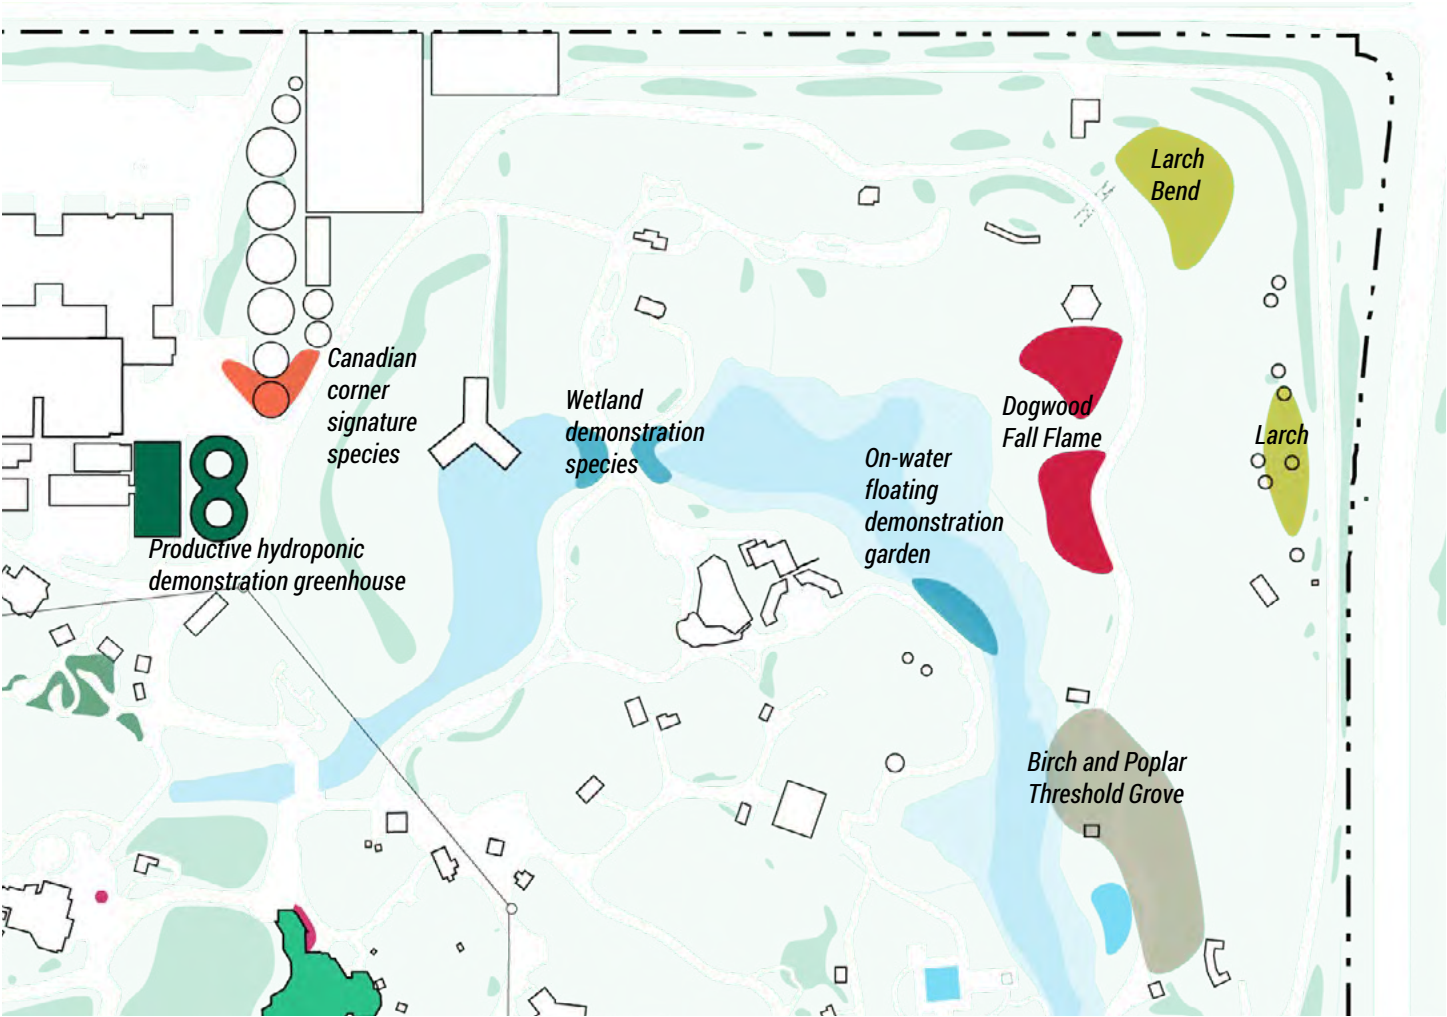 Larch
Bend
Canadian
corner
signature
species
Wetland
demonstration
species
Dogwood
Fall Flame
Larch
On-water
floating
demonstration
garden
Productive hydroponic
demonstration greenhouse
Birch and Poplar
Threshold Grove